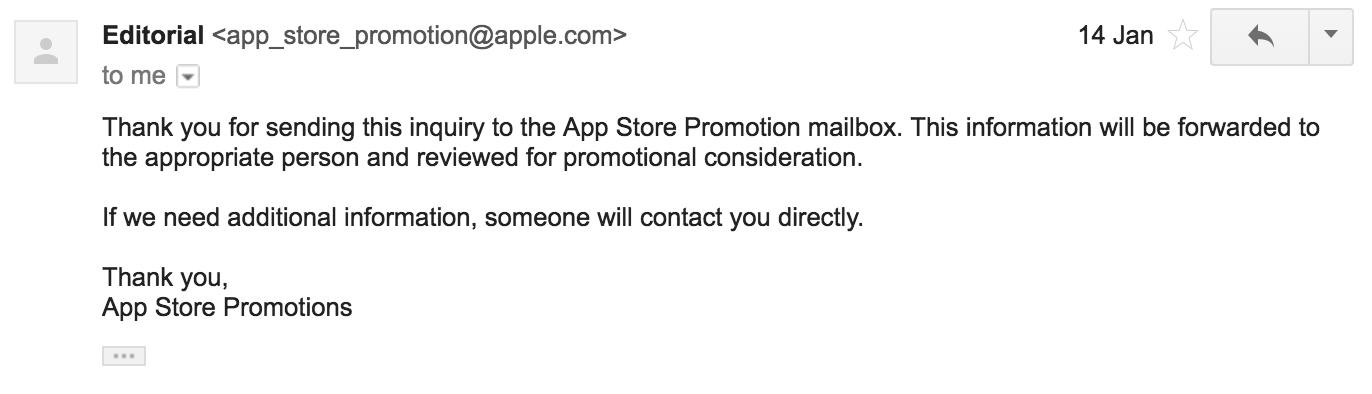 Editorial <app_store_promotion@apple.com>
14 Jan
to me
Thank you for sending this inquiry to the App Store Promotion mailbox. This information will be forwarded to
the appropriate person and reviewed for promotional consideration.
If we need additional information, someone will contact you directly.
Thank you,
App Store Promotions